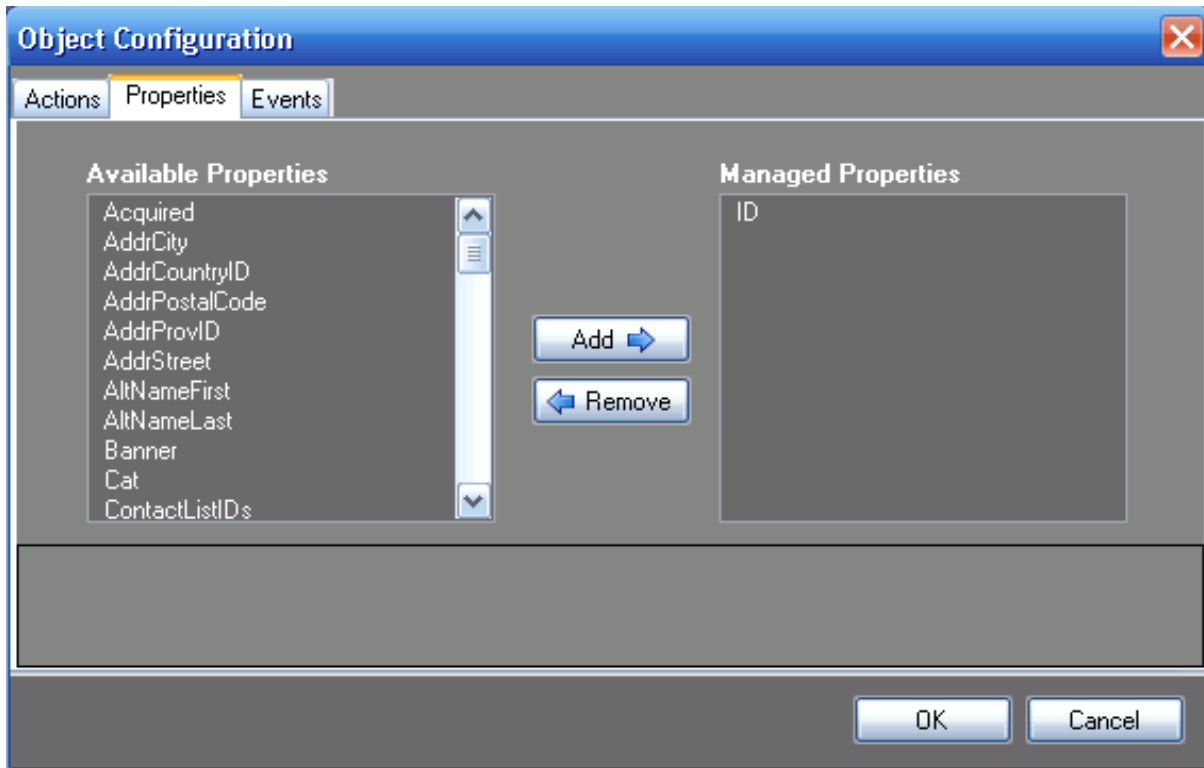 Object Configuration
Actions Properties Events
Available Properties
Acquired
AddrCity
AddrCountryID
AddrPostalCode
AddrProvID
AddrStreet
AltNameFirst
AltNameLast
Banner
Cat
ContactListIDs
Add
Remove
Managed Properties
ID
OK Cancel